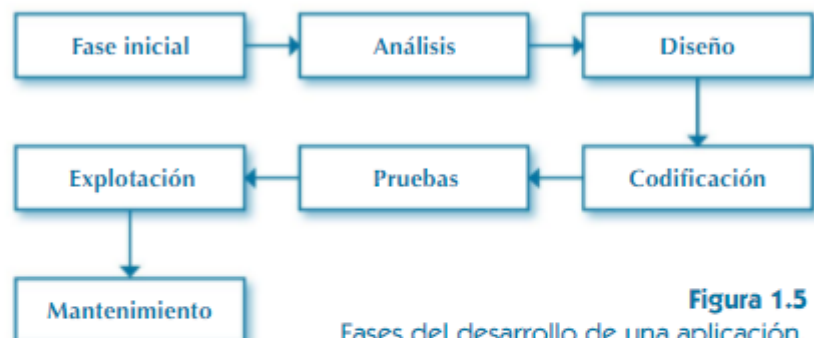 Fase inicial
Análisis
Diseño
Explotación
Pruebas
Codificación
Mantenimiento
Figura 1.5
Fases del desarrollo de una aplicación.